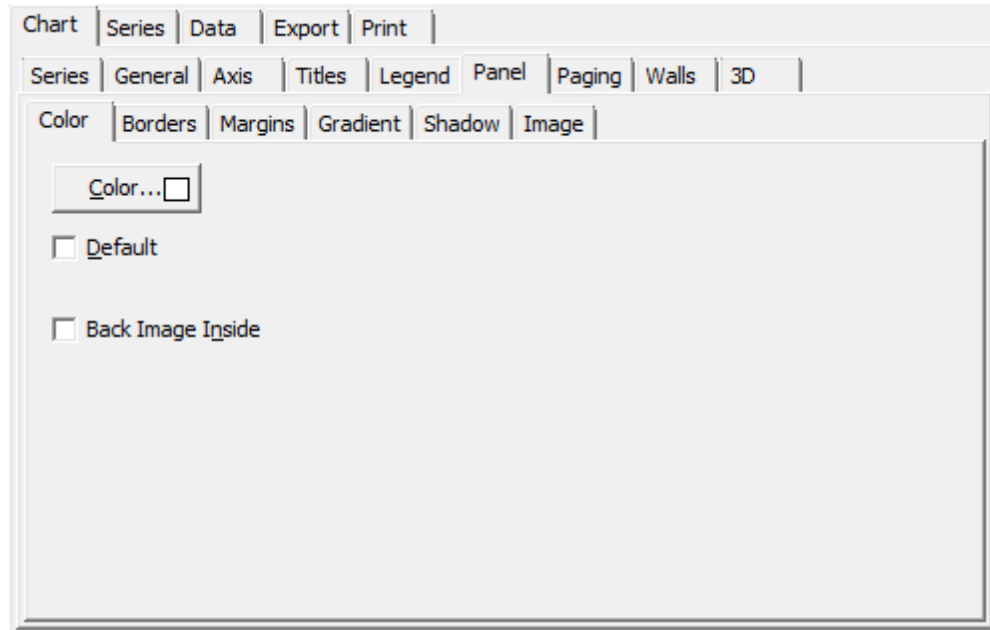 Chart Series Data Export Print
Series General Axis Titles Legend Panel Paging Walls 3D
Color Borders Margins Gradient Shadow Image
Color...
Default
Back Image Inside